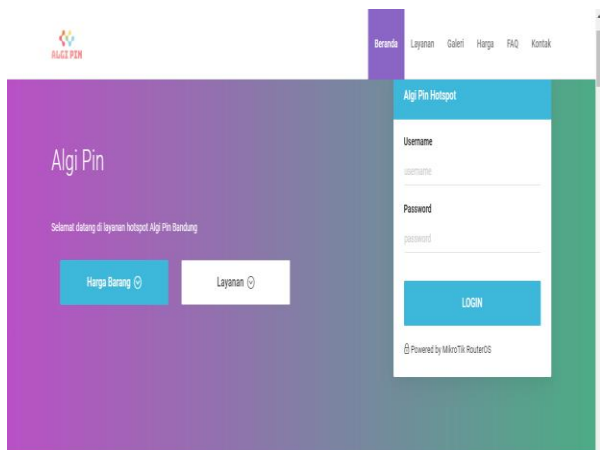 ALGI PIN
Beranda Layanan Galeri Harga FAQ Kontak
Algi Pin
Selamat datang di layanan hotspot Algi Pin Bandung
Harga Barang
Layanan
Algi Pin Hotspot
Username
username
Password
password
LOGIN
Powered by MikroTik RouterOS